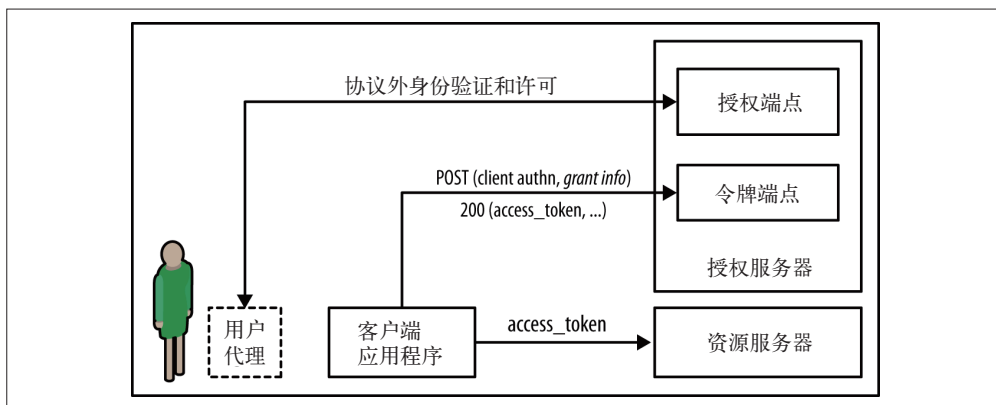 协议外身份验证和许可
授权端点
POST (client authn, grant info)
200 (access_token, ...)
令牌端点
授权服务器
用户
代理
客户端
应用程序
access_token
资源服务器